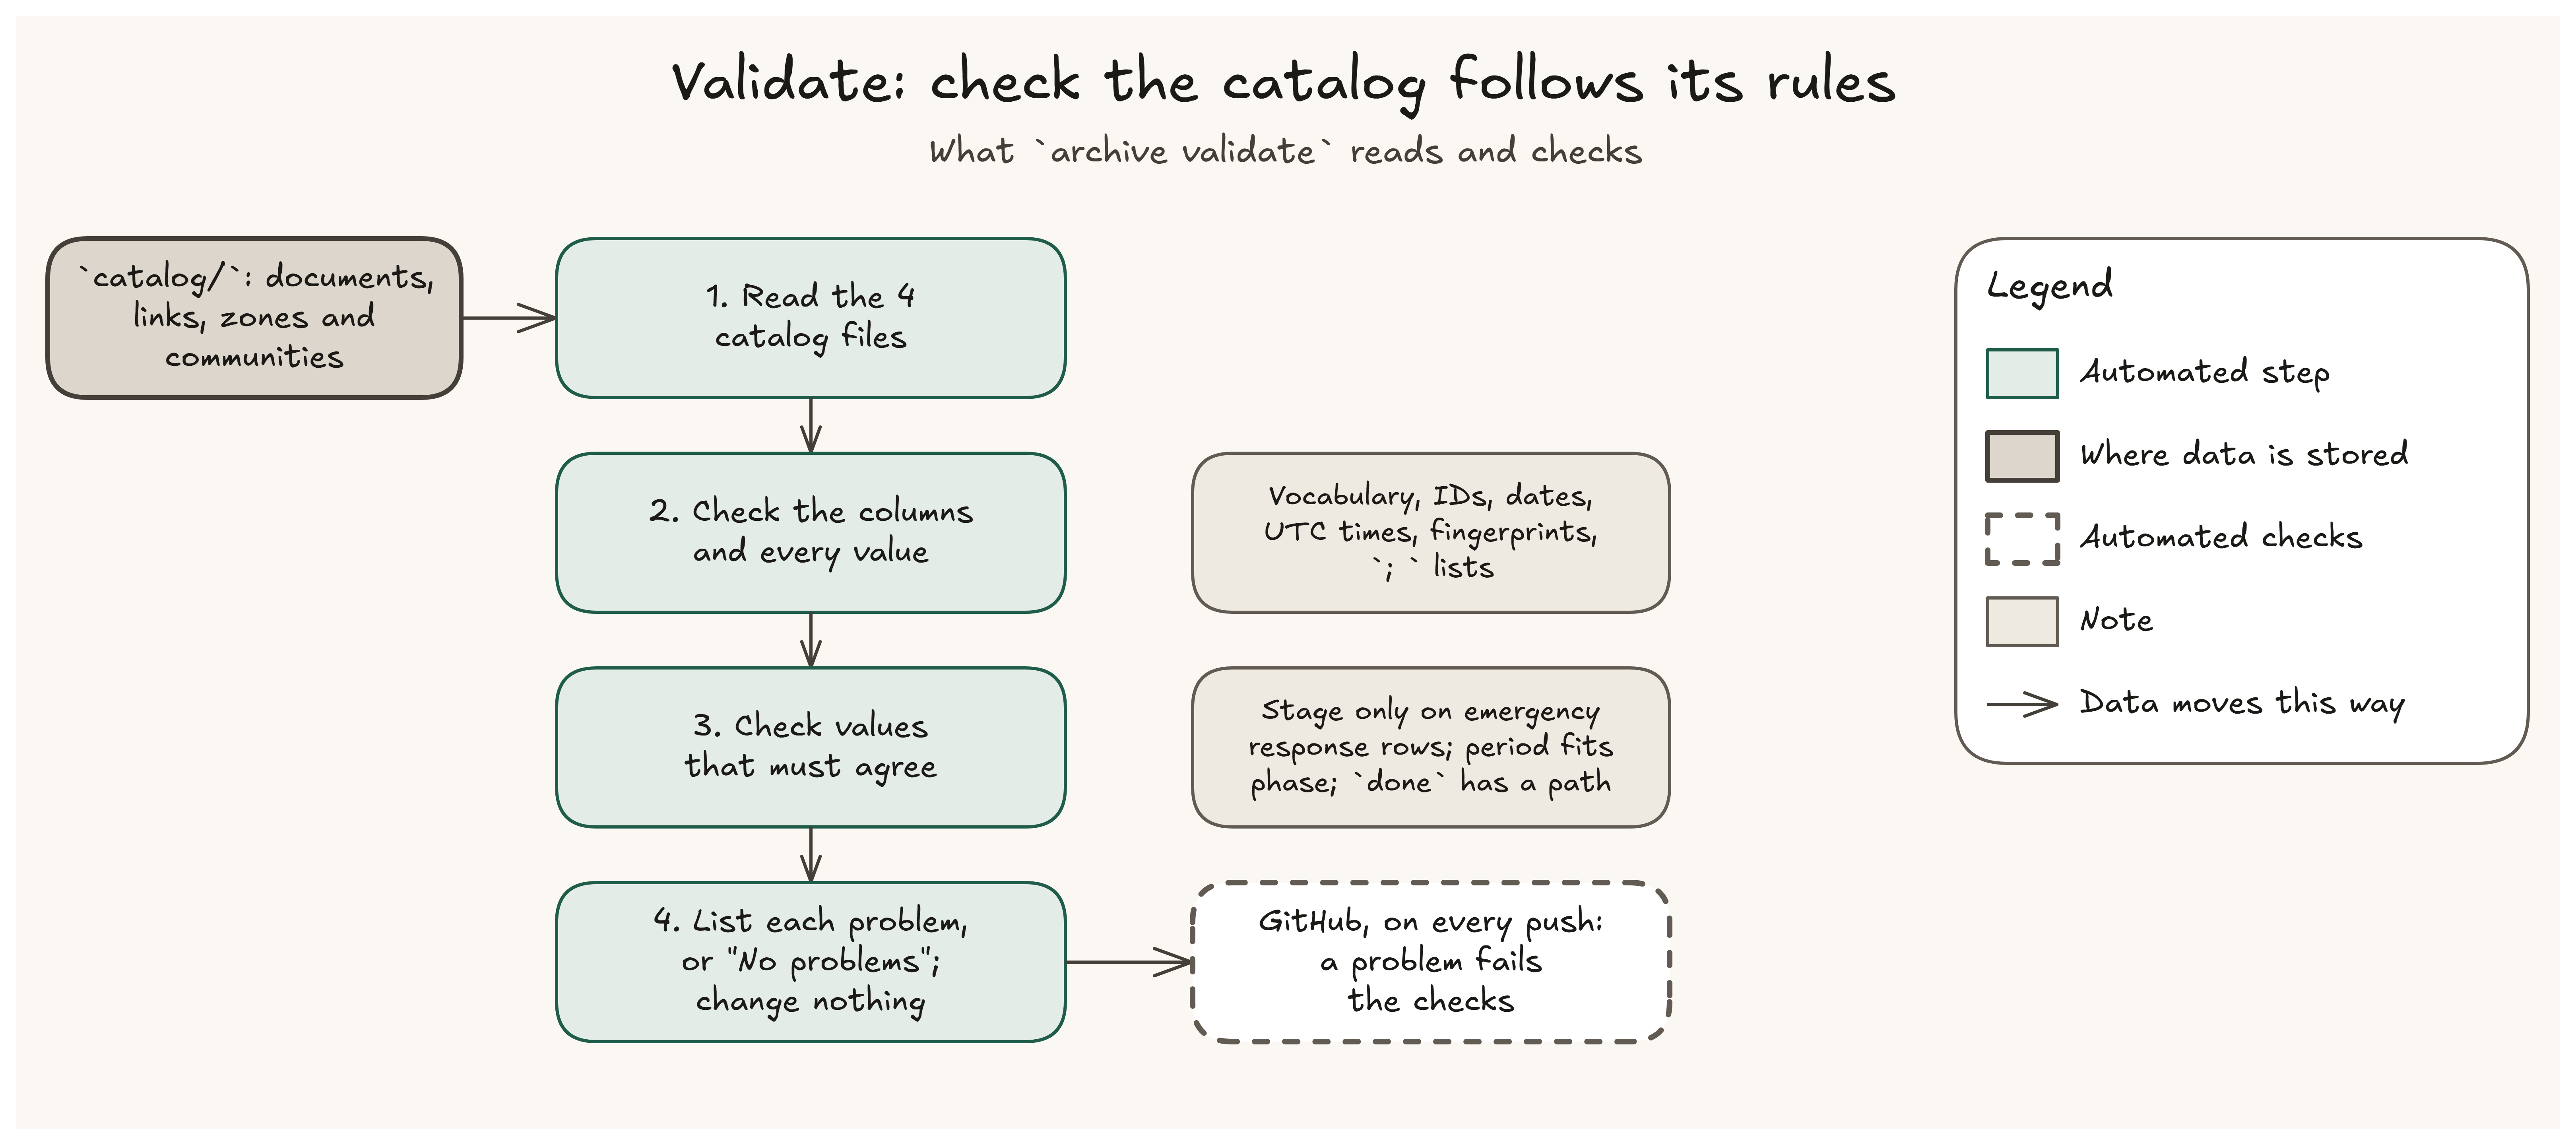 Validate: check the catalog follows its rules
What `archive validate` reads and checks
`catalog/`: documents,
links, zones and
communities
1. Read the 4
catalog files
2. Check the columns
and every value
Vocabulary, IDs, dates,
UTC times, fingerprints,
`; ` lists
3. Check values
that must agree
Stage only on emergency
response rows; period fits
phase; `done` has a path
4. List each problem,
or "No problems";
change nothing
GitHub, on every push:
a problem fails
the checks
Legend
Automated step
Where data is stored
Automated checks
Note
Data moves this way